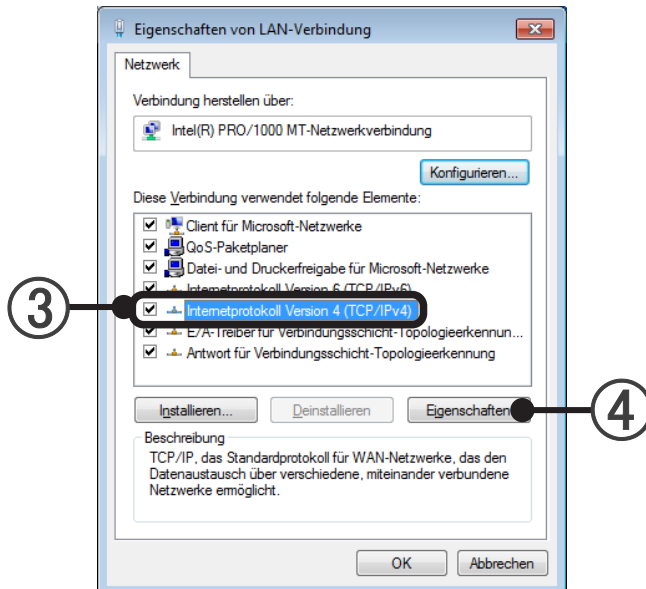 Eigenschaften von LAN-Verbindung
Netzwerk
Verbindung herstellen über:
Intel(R) PRO/1000 MT-Netzwerkverbindung
Konfigurieren...
Diese Verbindung verwendet folgende Elemente:
Client für Microsoft-Netzwerke
QoS-Paketplaner
Datei- und Druckerfreigabe für Microsoft-Netzwerke
Internetprotokoll Version 6 (TCP/IPv6)
③ Internetprotokoll Version 4 (TCP/IPv4)
E/A-Treiber für Verbindungsschicht-Topologieerkennun...
Antwort für Verbindungsschicht-Topologieerkennung
Installieren... Deinstallieren Eigenschaften ④
Beschreibung
TCP/IP, das Standardprotokoll für WAN-Netzwerke, das den
Datenaustausch über verschiedene, miteinander verbundene
Netzwerke ermöglicht.
OK Abbrechen